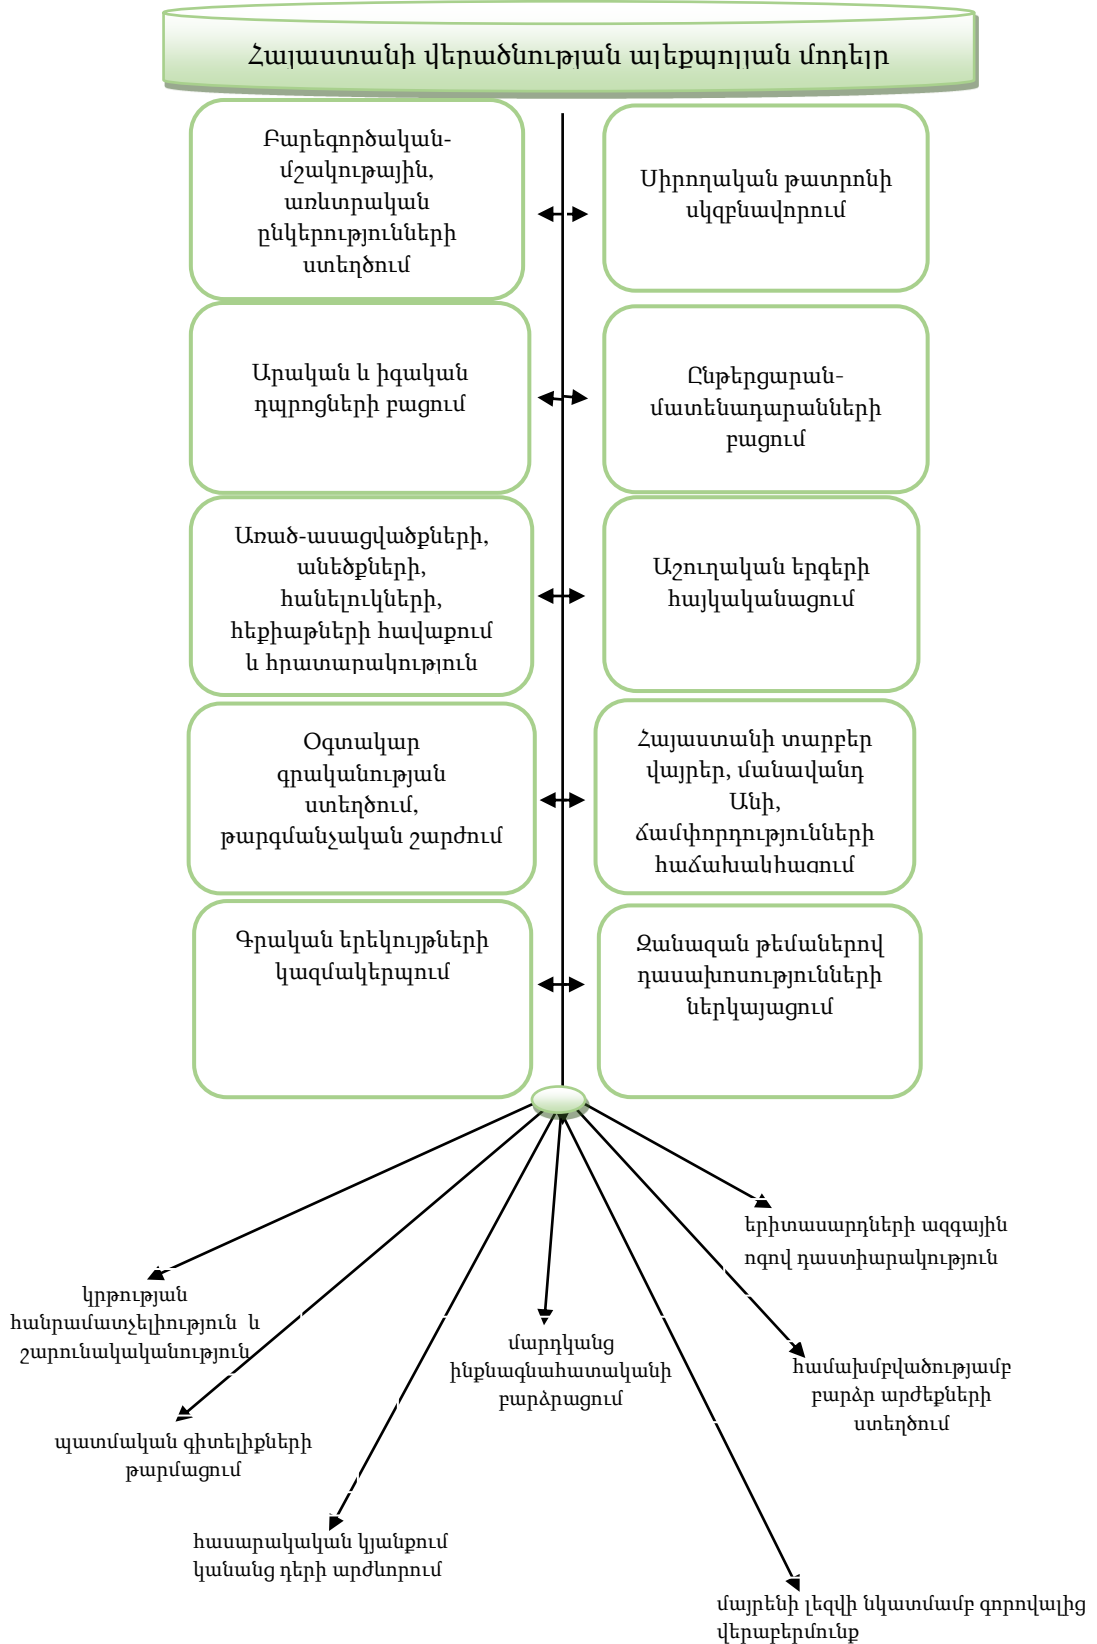 Հայաստանի վերածնության ալեքպոլյան մոդելը
Բարեգործական-
մշակութային,
առևտրական
ընկերությունների
ստեղծում
Սիրողական թատրոնի
սկզբնավորում
Արական և իգական
դպրոցների բացում
Ընթերցարան-
մատենադարանների
բացում
Առած-ասացվածքների,
անեծքների,
հանելուկների,
հեքիաթների հավաքում
և հրատարակություն
Աշուղական երգերի
հայկականացում
Օգտակար
գրականության
ստեղծում,
թարգմանչական շարժում
Հայաստանի տարբեր
վայրեր, մանավանդ
Անի,
ճամփորդությունների
հաճախակիացում
Գրական երեկույթների
կազմակերպում
Զանազան թեմաներով
դասախոսությունների
ներկայացում
երիտասարդների ազգային
ոգով դաստիարակություն
կրթության
հանրամատչելիություն և
շարունակականություն
մարդկանց
ինքնագնահատականի
բարձրացում
համախմբվածությամբ
բարձր արժեքների
ստեղծում
պատմական գիտելիքների
թարմացում
հասարակական կյանքում
կանանց դերի արժևորում
մայրենի լեզվի նկատմամբ գորովալից
վերաբերմունք